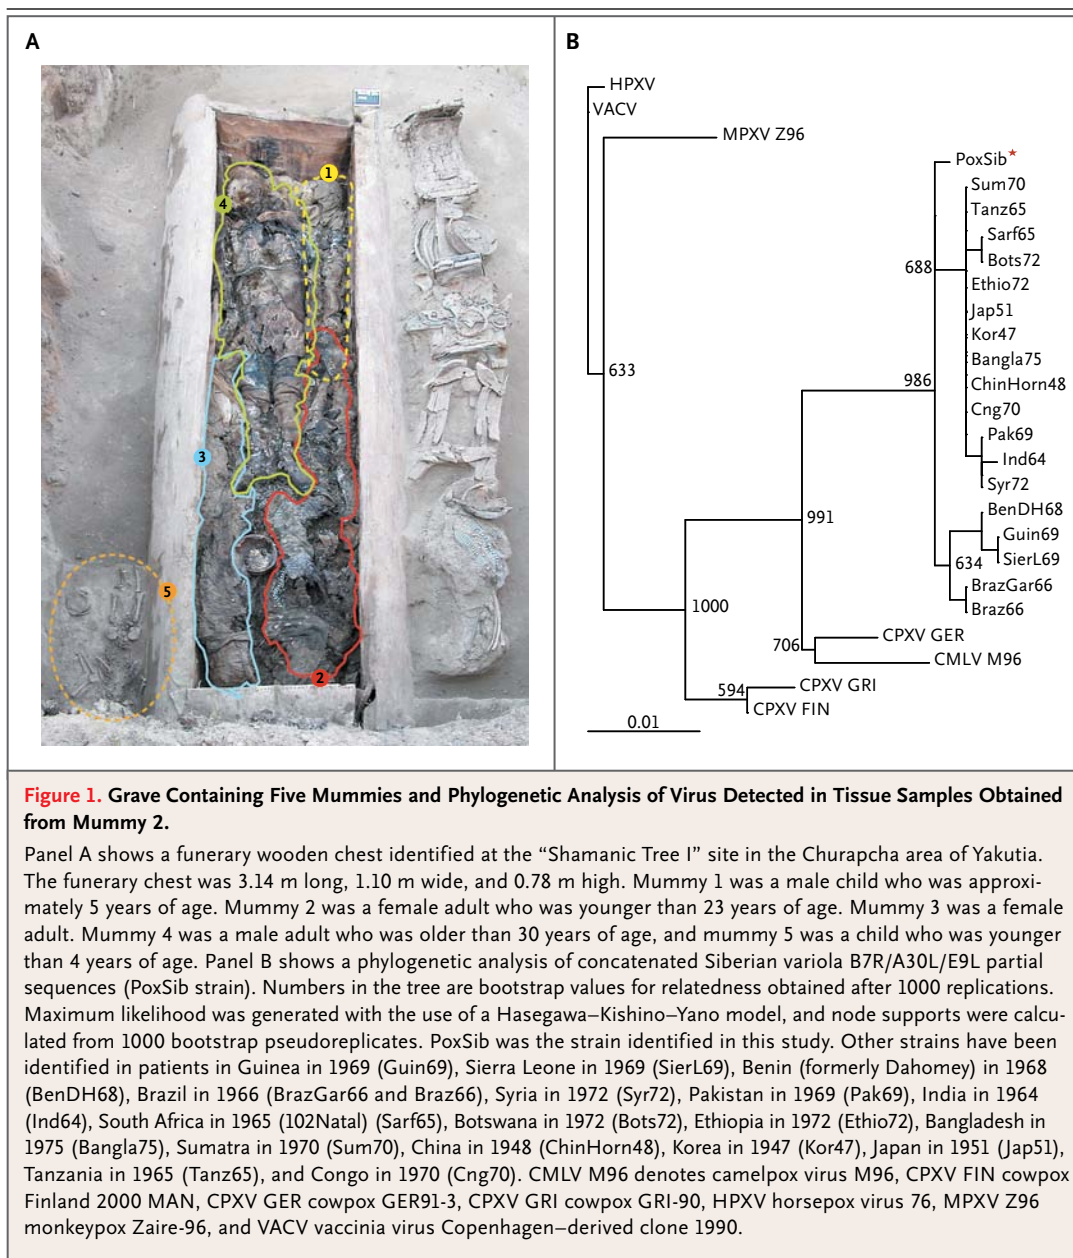 A
B
1
4
3
5
2
HPXV
VACV
MPXV Z96
PoxSib★
Sum70
Tanz65
Sarf65
Bots72
688
Ethio72
Jap51
Kor47
633
Bangla75
986
ChinHorn48
Cng70
Pak69
Ind64
Syr72
BenDH68
991
Guin69
634
SierL69
BrazGar66
1000
Braz66
CPXV GER
706
CMLV M96
594
CPXV GRI
CPXV FIN
0.01
Figure 1. Grave Containing Five Mummies and Phylogenetic Analysis of Virus Detected in Tissue Samples Obtained
from Mummy 2.
Panel A shows a funerary wooden chest identified at the “Shamanic Tree I” site in the Churapcha area of Yakutia.
The funerary chest was 3.14 m long, 1.10 m wide, and 0.78 m high. Mummy 1 was a male child who was approxi-
mately 5 years of age. Mummy 2 was a female adult who was younger than 23 years of age. Mummy 3 was a female
adult. Mummy 4 was a male adult who was older than 30 years of age, and mummy 5 was a child who was younger
than 4 years of age. Panel B shows a phylogenetic analysis of concatenated Siberian variola B7R/A30L/E9L partial
sequences (PoxSib strain). Numbers in the tree are bootstrap values for relatedness obtained after 1000 replications.
Maximum likelihood was generated with the use of a Hasegawa–Kishino–Yano model, and node supports were calcu-
lated from 1000 bootstrap pseudoreplicates. PoxSib was the strain identified in this study. Other strains have been
identified in patients in Guinea in 1969 (Guin69), Sierra Leone in 1969 (SierL69), Benin (formerly Dahomey) in 1968
(BenDH68), Brazil in 1966 (BrazGar66 and Braz66), Syria in 1972 (Syr72), Pakistan in 1969 (Pak69), India in 1964
(Ind64), South Africa in 1965 (102Natal) (Sarf65), Botswana in 1972 (Bots72), Ethiopia in 1972 (Ethio72), Bangladesh in
1975 (Bangla75), Sumatra in 1970 (Sum70), China in 1948 (ChinHorn48), Korea in 1947 (Kor47), Japan in 1951 (Jap51),
Tanzania in 1965 (Tanz65), and Congo in 1970 (Cng70). CMLV M96 denotes camelpox virus M96, CPXV FIN cowpox
Finland 2000 MAN, CPXV GER cowpox GER91-3, CPXV GRI cowpox GRI-90, HPXV horsepox virus 76, MPXV Z96
monkeypox Zaire-96, and VACV vaccinia virus Copenhagen–derived clone 1990.